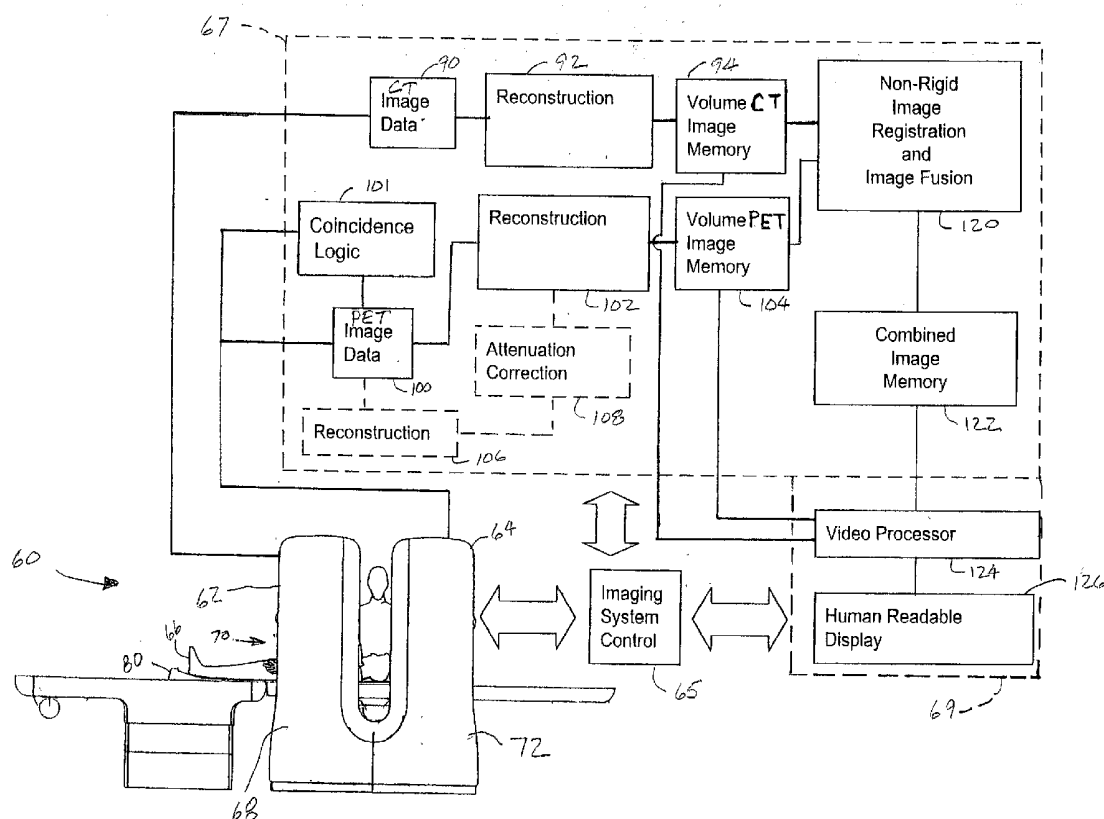 67
90
CT
Image
Data
92
Reconstruction
94
Volume CT
Image
Memory
Non-Rigid
Image
Registration
and
Image Fusion
120
101
Coincidence
Logic
Reconstruction
102
Volume PET
Image
Memory
104
PET
Image
Data
100
Attenuation
Correction
108
Reconstruction
106
Combined
Image
Memory
122
Video Processor
124
Human Readable
Display
126
69
Imaging
System
Control
65
60
62
64
66
70
80
68
72